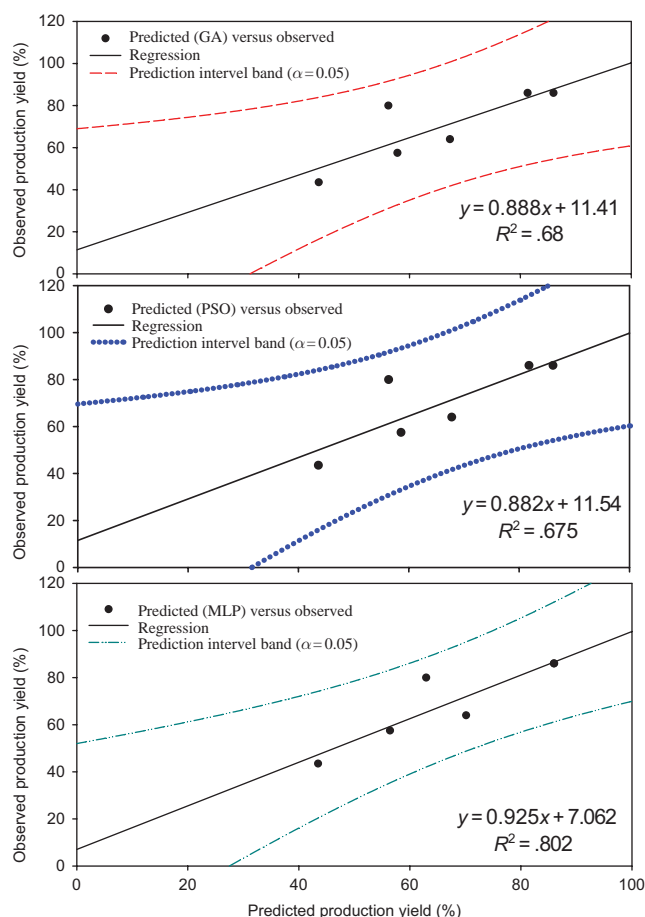 120
100
80
60
40
20
0
Observed production yield (%)
Predicted (GA) versus observed
Regression
Prediction intervel band (α=0.05)
y=0.888x+11.41
R²=.68
120
100
80
60
40
20
0
Observed production yield (%)
Predicted (PSO) versus observed
Regression
Prediction intervel band (α=0.05)
y=0.882x+11.54
R²=.675
120
100
80
60
40
20
0
Observed production yield (%)
Predicted (MLP) versus observed
Regression
Prediction intervel band (α=0.05)
y=0.925x+7.062
R²=.802
0 20 40 60 80 100
Predicted production yield (%)